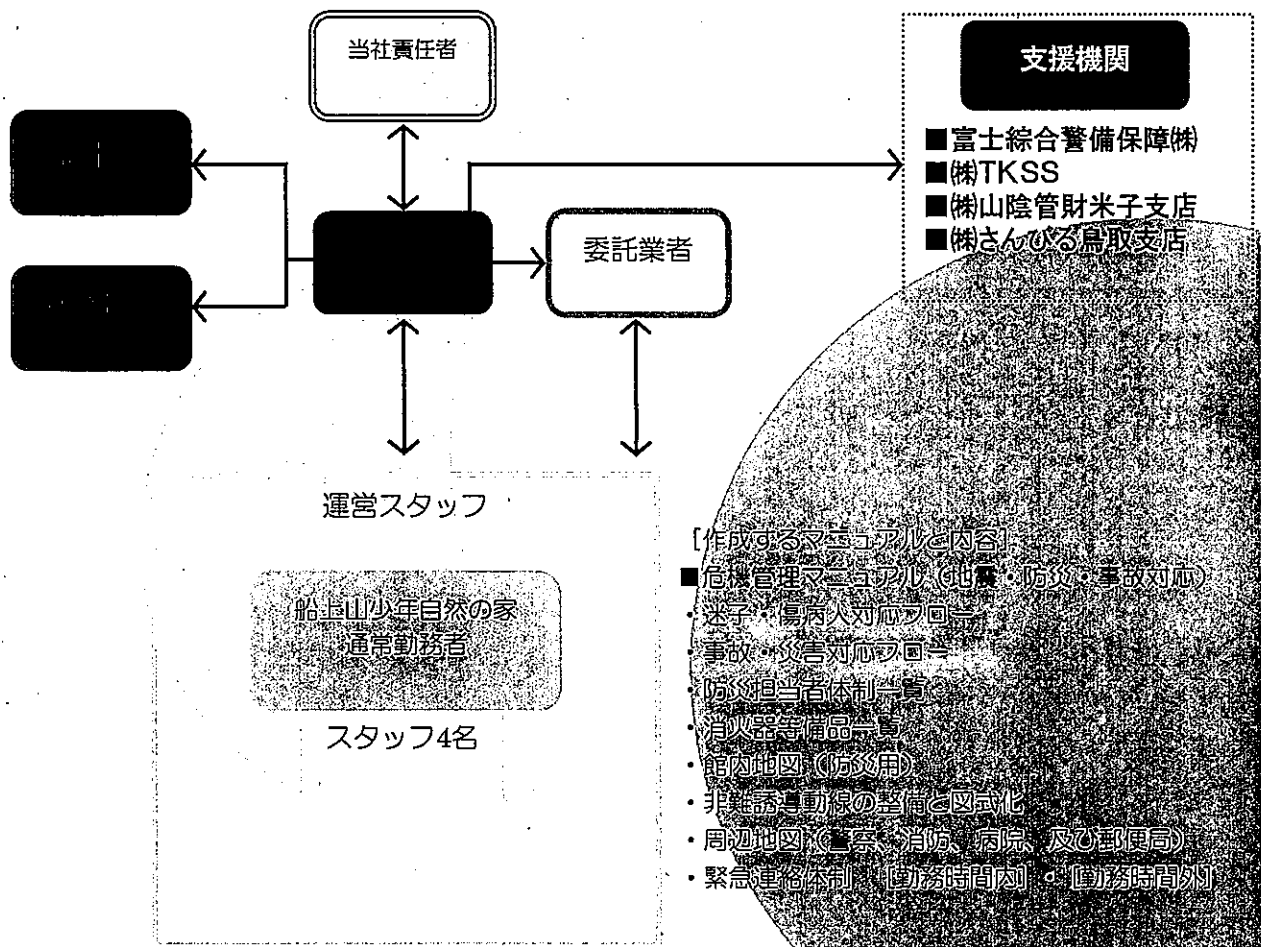 当社責任者
支援機関
■富士綜合警備保障㈱
■㈱TKSS
■㈱山陰管財米子支店
■㈱さんびる鳥取支店
委託業者
運営スタッフ
船上山少年自然の家
通常勤務者
スタッフ4名
[作成するマニュアルと内容]
■危機管理マニュアル（地震・防災・事故対応）
・迷子・傷病人対応フロー
・事故・災害対応フロー
・防災担当者体制一覧
・消火器等備品一覧
・館内地図（防災用）
・非難誘導動線の整備と図式化
・周辺地図（警察、消防、病院、及び郵便局）
・緊急連絡体制 [勤務時間内]・[勤務時間外]